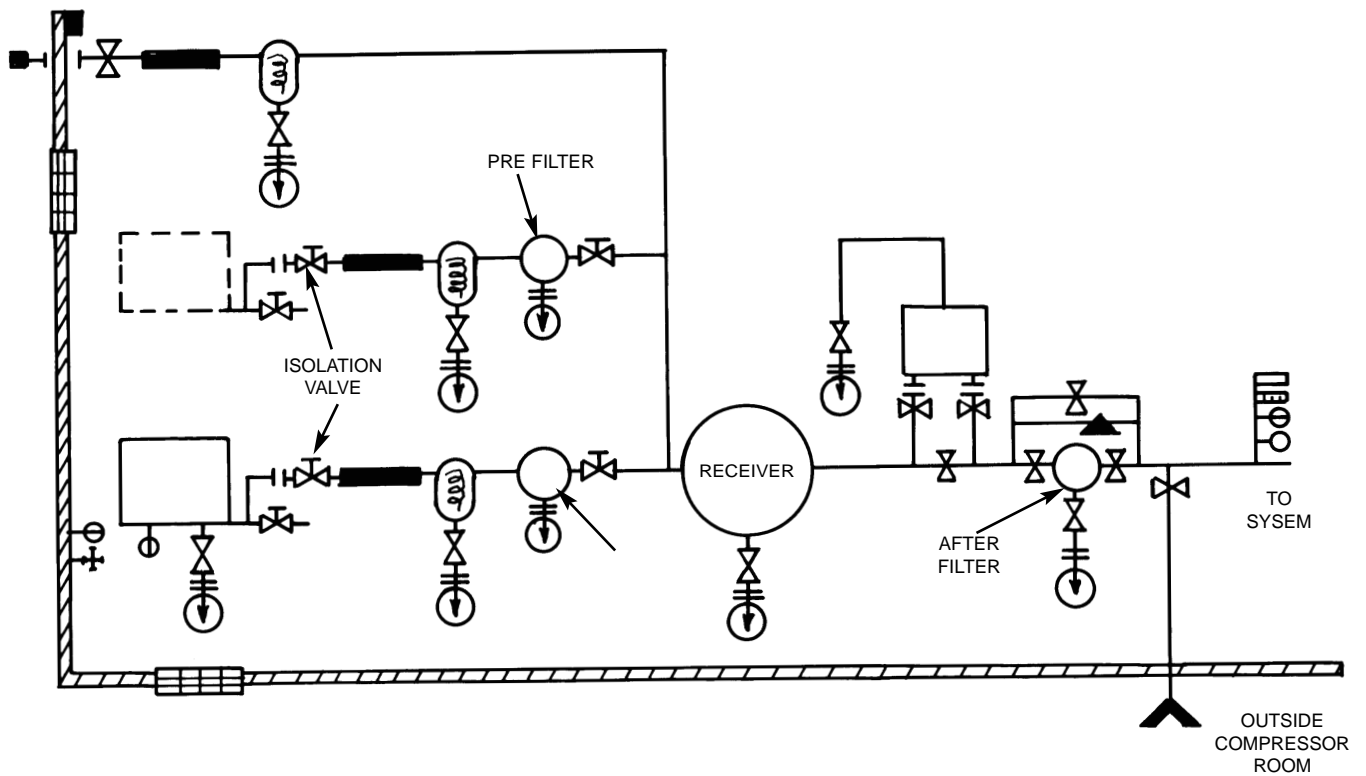 PRE FILTER
ISOLATION
VALVE
RECEIVER
AFTER
FILTER
TO
SYSEM
OUTSIDE
COMPRESSOR
ROOM